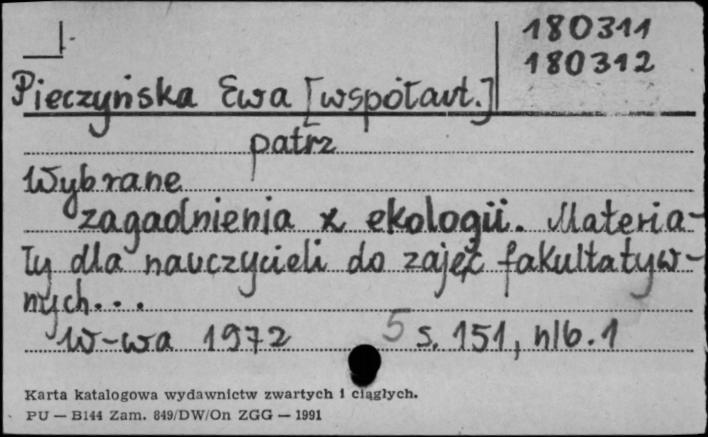 180311
180312
Pieczyńska Ewa [współaut.]
patrz
Wybrane
zagadnienia z ekologii. Materia-
ły dla nauczycieli do zajęć fakultatyw-
nych...
W-wa 1972 5 s. 151, nlb. 1
Karta katalogowa wydawnictw zwartych i ciągłych.
PU — B144 Zam. 849/DW/On ZGG — 1991